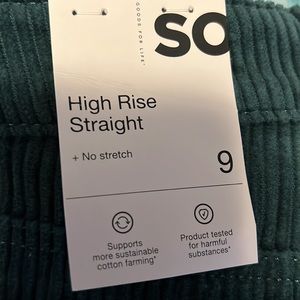 GOODS FOR LIFE™
SO
High Rise
Straight
+ No stretch
9
Supports
more sustainable
cotton farming*
Product tested
for harmful
substances*